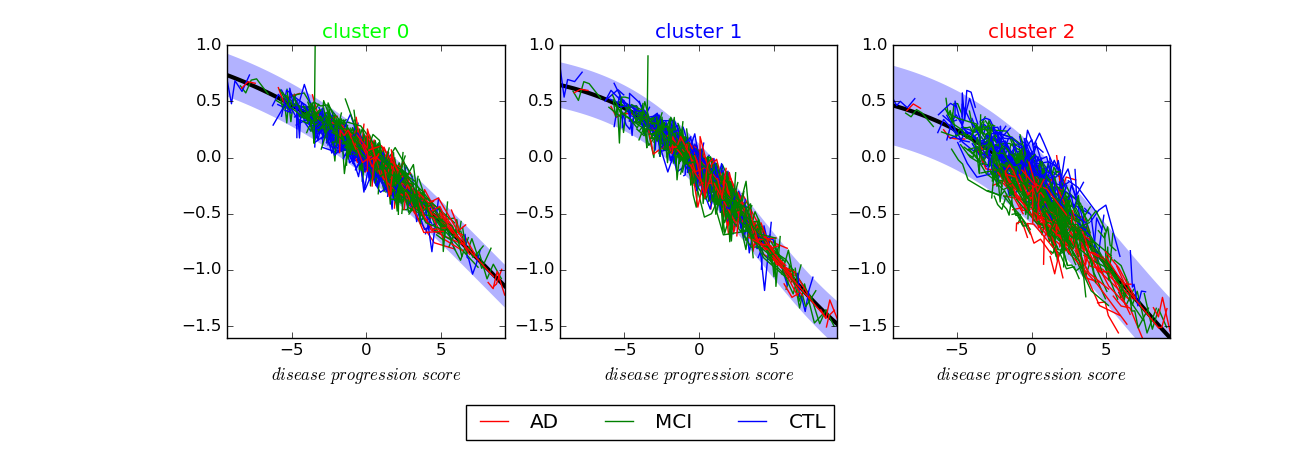 cluster 0 cluster 1 cluster 2
1.0 1.0 1.0
0.5 0.5 0.5
0.0 0.0 0.0
−0.5 −0.5 −0.5
−1.0 −1.0 −1.0
−1.5 −1.5 −1.5
−5 0 5 −5 0 5 −5 0 5
disease progression score disease progression score disease progression score
AD MCI CTL